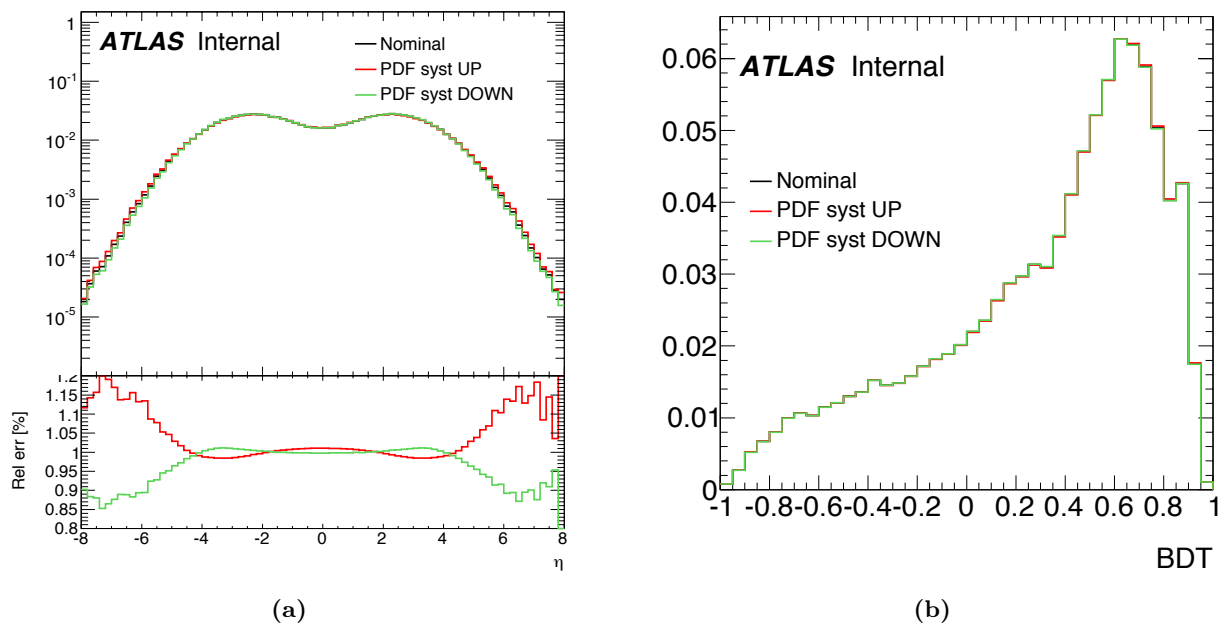 1
ATLAS Internal
Nominal
PDF syst UP
PDF syst DOWN
10-1
10-2
10-3
10-4
10-5
1.2
1.15
1.1
1.05
1
0.95
0.9
0.85
0.8
Rel err [%]
-8 -6 -4 -2 0 2 4 6 8
η
(a)
0.06
0.05
0.04
0.03
0.02
0.01
0
ATLAS Internal
Nominal
PDF syst UP
PDF syst DOWN
-1 -0.8 -0.6 -0.4 -0.2 0 0.2 0.4 0.6 0.8 1
BDT
(b)